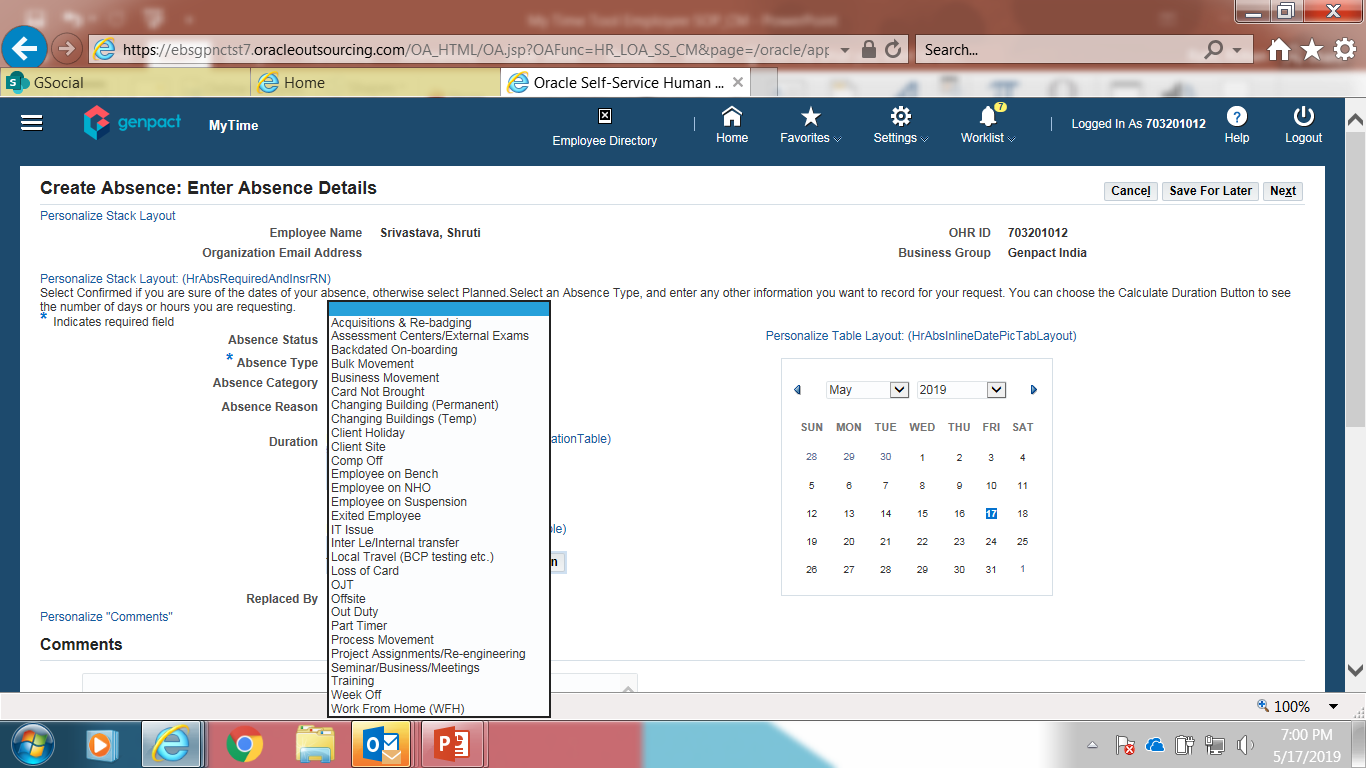 My Time Tool Employee SOP_CM - PowerPoint
https://ebsgpnctst7.oracleoutsourcing.com/OA_HTML/OA.jsp?OAFunc=HR_LOA_SS_CM&page=/oracle/app
Search...
GSocial
Home
Oracle Self-Service Human ...
genpact
MyTime
Employee Directory
Home
Favorites
Settings
7
Worklist
Logged In As 703201012
Help
Logout
Create Absence: Enter Absence Details
Cancel
Save For Later
Next
Personalize Stack Layout
Employee Name Srivastava, Shruti
OHR ID 703201012
Organization Email Address
Business Group Genpact India
Personalize Stack Layout: (HrAbsRequiredAndInsrRN)
Select Confirmed if you are sure of the dates of your absence, otherwise select Planned.Select an Absence Type, and enter any other information you want to record for your request. You can choose the Calculate Duration Button to see
the number of days or hours you are requesting.
* Indicates required field
Absence Status
* Absence Type
Absence Category
Absence Reason
Duration
ationTable)
ble)
n
Replaced By
Acquisitions & Re-badging
Assessment Centers/External Exams
Backdated On-boarding
Bulk Movement
Business Movement
Card Not Brought
Changing Building (Permanent)
Changing Buildings (Temp)
Client Holiday
Client Site
Comp Off
Employee on Bench
Employee on NHO
Employee on Suspension
Exited Employee
IT Issue
Inter Le/Internal transfer
Local Travel (BCP testing etc.)
Loss of Card
OJT
Offsite
Out Duty
Part Timer
Process Movement
Project Assignments/Re-engineering
Seminar/Business/Meetings
Training
Week Off
Work From Home (WFH)
Personalize Table Layout: (HrAbsInlineDatePicTabLayout)
May 2019
SUN MON TUE WED THU FRI SAT
28 29 30 1 2 3 4
5 6 7 8 9 10 11
12 13 14 15 16 17 18
19 20 21 22 23 24 25
26 27 28 29 30 31 1
Personalize "Comments"
Comments
100%
7:00 PM
5/17/2019